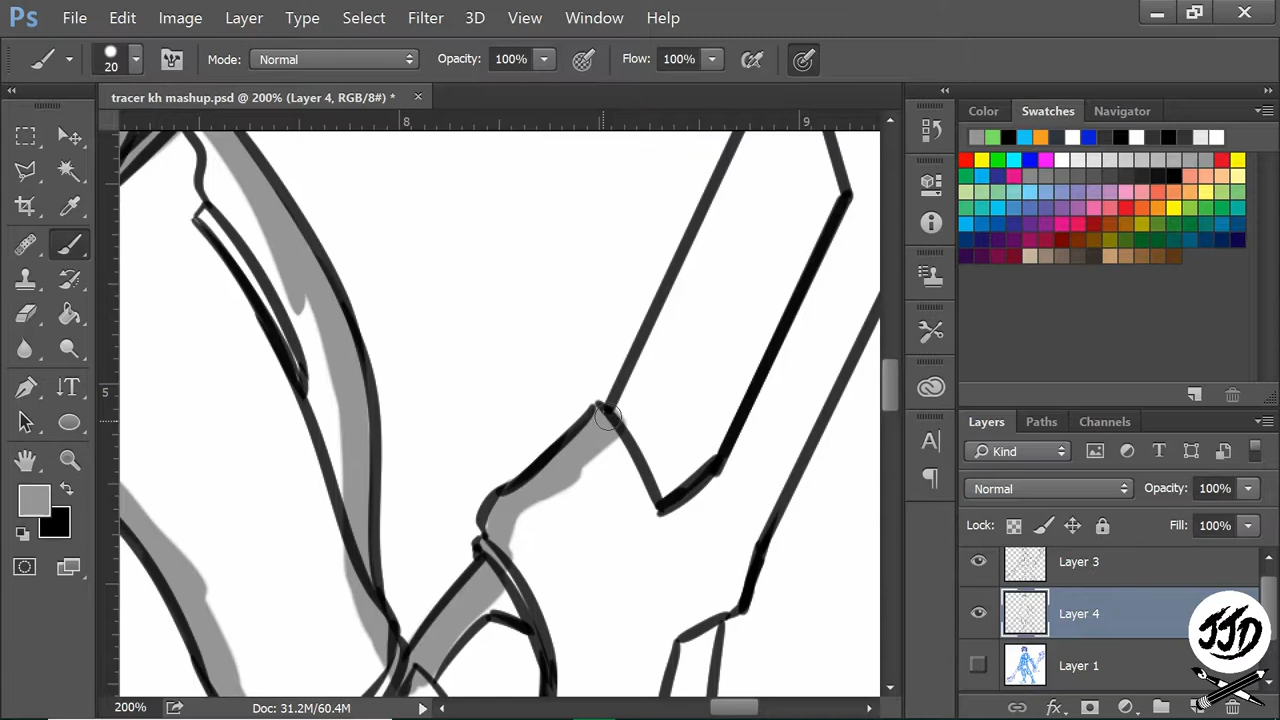 Ps File Edit Image Layer Type Select Filter 3D View Window Help
20 Mode: Normal Opacity: 100% Flow: 100%
tracer kh mashup.psd @ 200% (Layer 4, RGB/8#) * ×
8 9
5
Color Swatches Navigator
Layers Paths Channels
Kind
Normal Opacity: 100%
Lock: Fill: 100%
Layer 3
Layer 4
Layer 1
JJD
200% Doc: 31.2M/60.4M